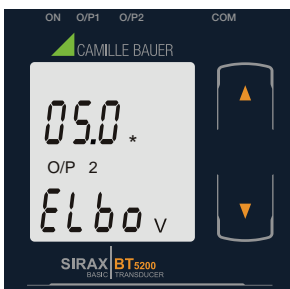 ON O/P1 O/P2 COM
CAMILLE BAUER
05.0 *
O/P 2
ELbo V
SIRAX BT5200
BASIC TRANSDUCER